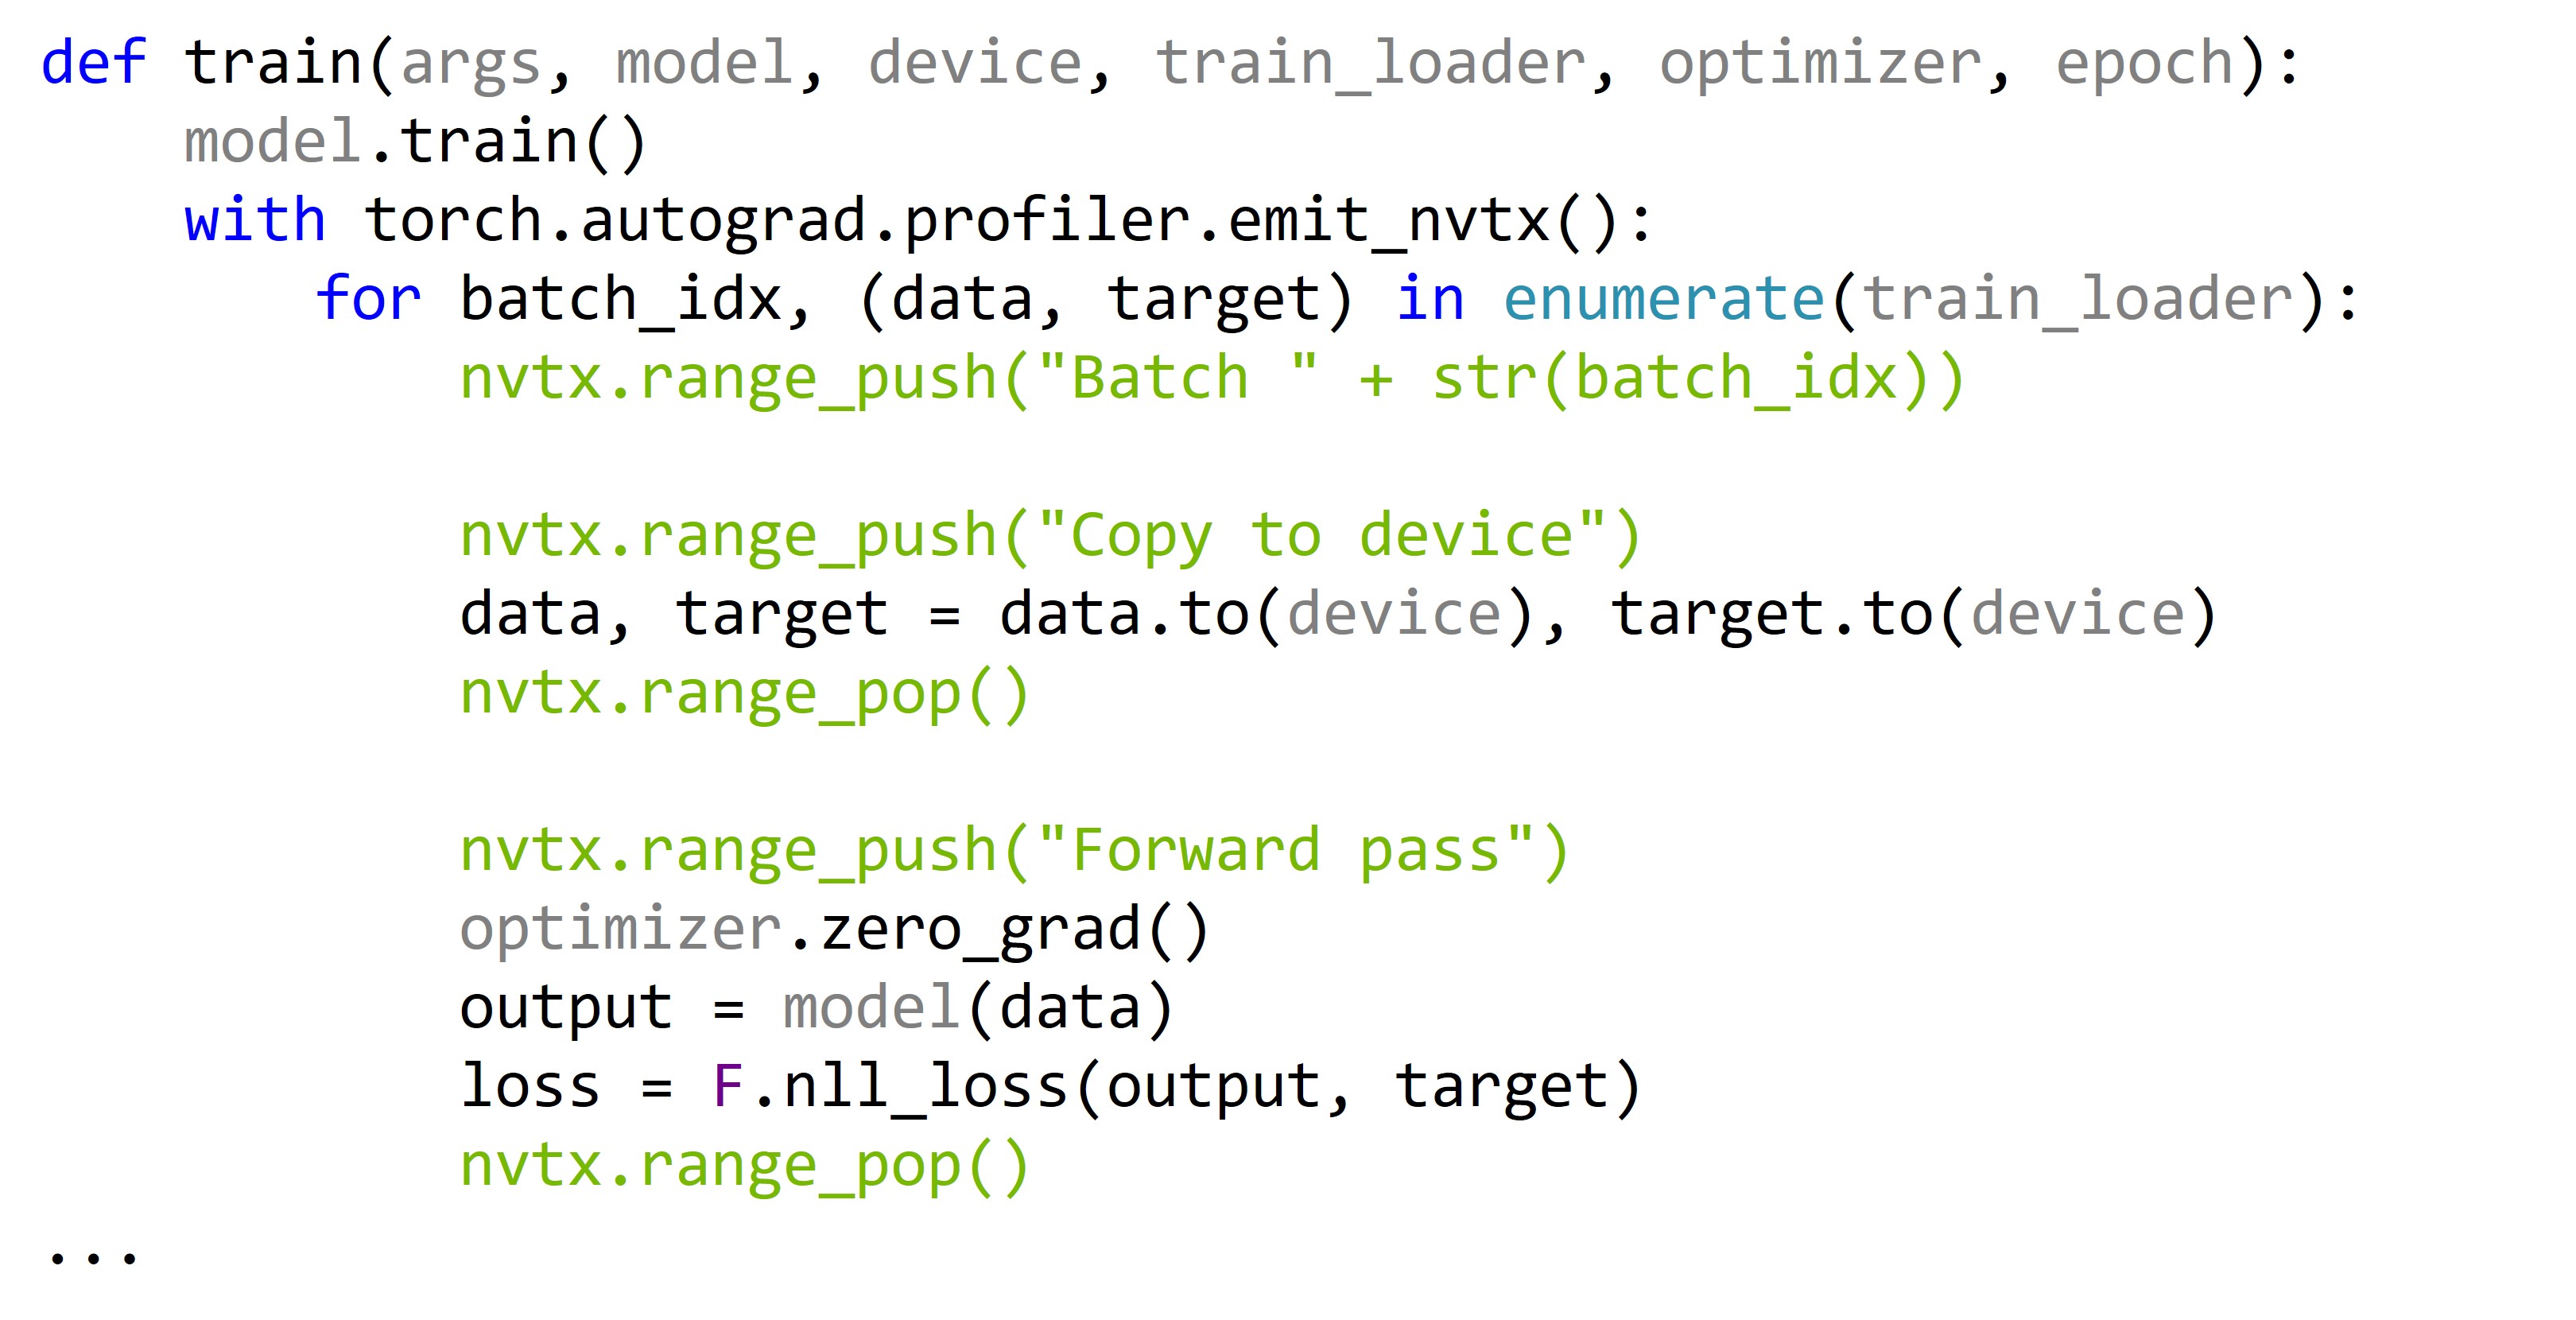 def train(args, model, device, train_loader, optimizer, epoch):
    model.train()
    with torch.autograd.profiler.emit_nvtx():
        for batch_idx, (data, target) in enumerate(train_loader):
            nvtx.range_push("Batch " + str(batch_idx))
            nvtx.range_push("Copy to device")
            data, target = data.to(device), target.to(device)
            nvtx.range_pop()
            nvtx.range_push("Forward pass")
            optimizer.zero_grad()
            output = model(data)
            loss = F.nll_loss(output, target)
            nvtx.range_pop()
...